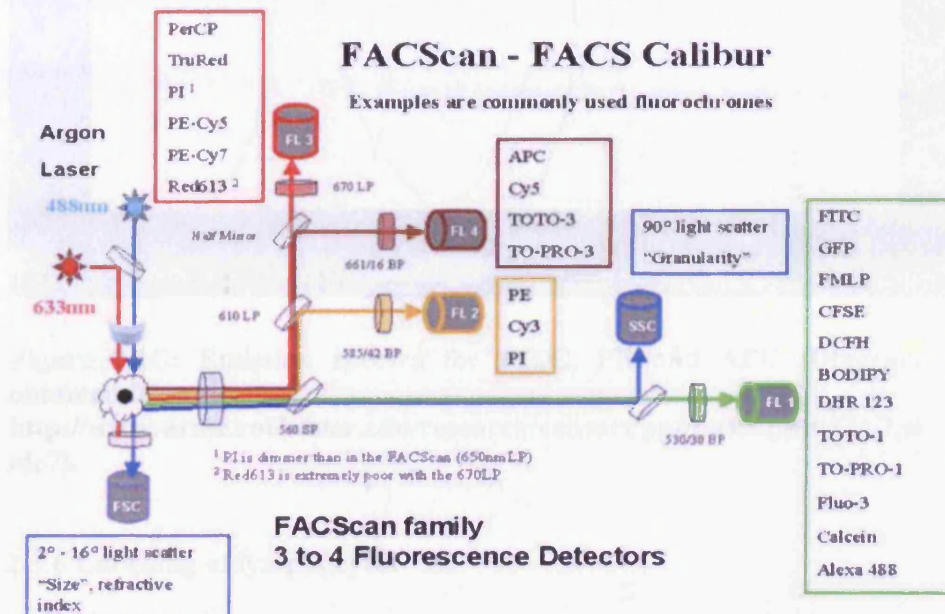 FACScan - FACS Calibur
Examples are commonly used fluorochromes
PerCP
TruRed
PI 1
PE-Cy5
PE-Cy7
Red613 2
Argon
Laser
488nm
633nm
FL 3
670 LP
Half Mirror
FL 4
661/16 BP
APC
Cy5
TOTO-3
TO-PRO-3
610 LP
FL 2
585/42 BP
PE
Cy3
PI
90° light scatter
"Granularity"
SSC
FL 1
530/30 BP
FITC
GFP
FMLP
CFSE
DCFH
BODIPY
DHR 123
TOTO-1
TO-PRO-1
Fluo-3
Calcein
Alexa 488
1 PI is dimmer than in the FACScan (650nm LP)
2 Red613 is extremely poor with the 670LP
FSC
2° - 16° light scatter
"Size", refractive
index
FACScan family
3 to 4 Fluorescence Detectors